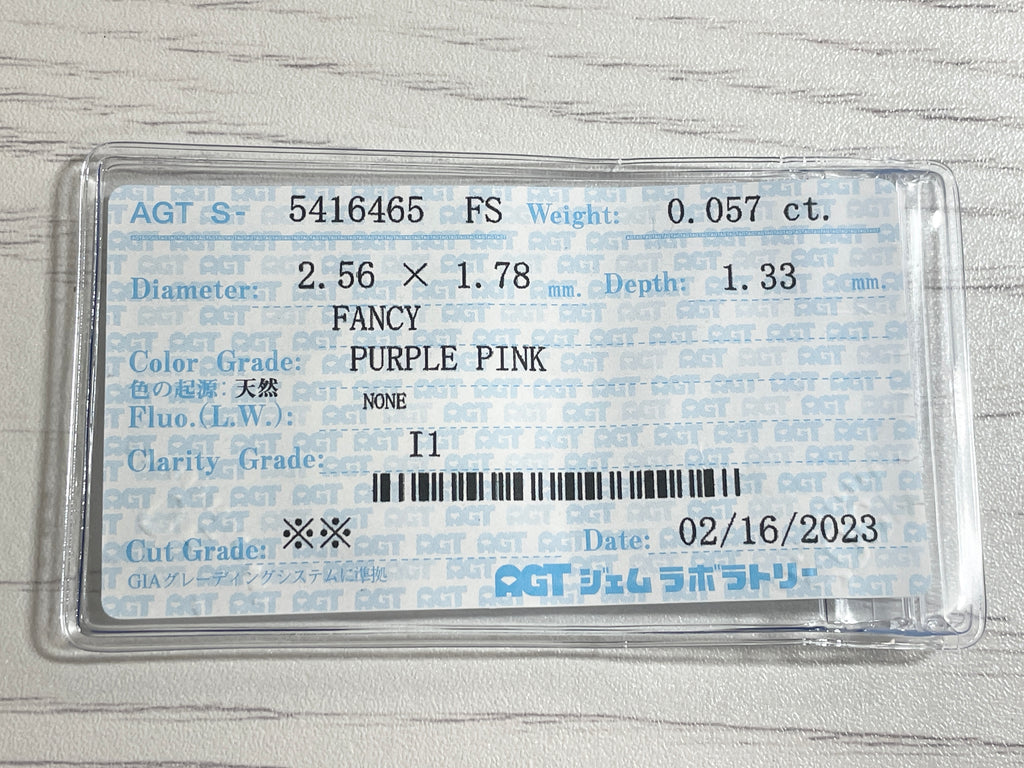 AGT S- 5416465 FS Weight: 0.057 ct.
Diameter: 2.56 × 1.78 mm. Depth: 1.33 mm.
FANCY
Color Grade: PURPLE PINK
色の起源: 天然
Fluo.(L.W.): NONE
Clarity Grade: I1
Cut Grade: ※※ Date: 02/16/2023
GIAグレーディングシステムに準拠
AGTジェムラボラトリー